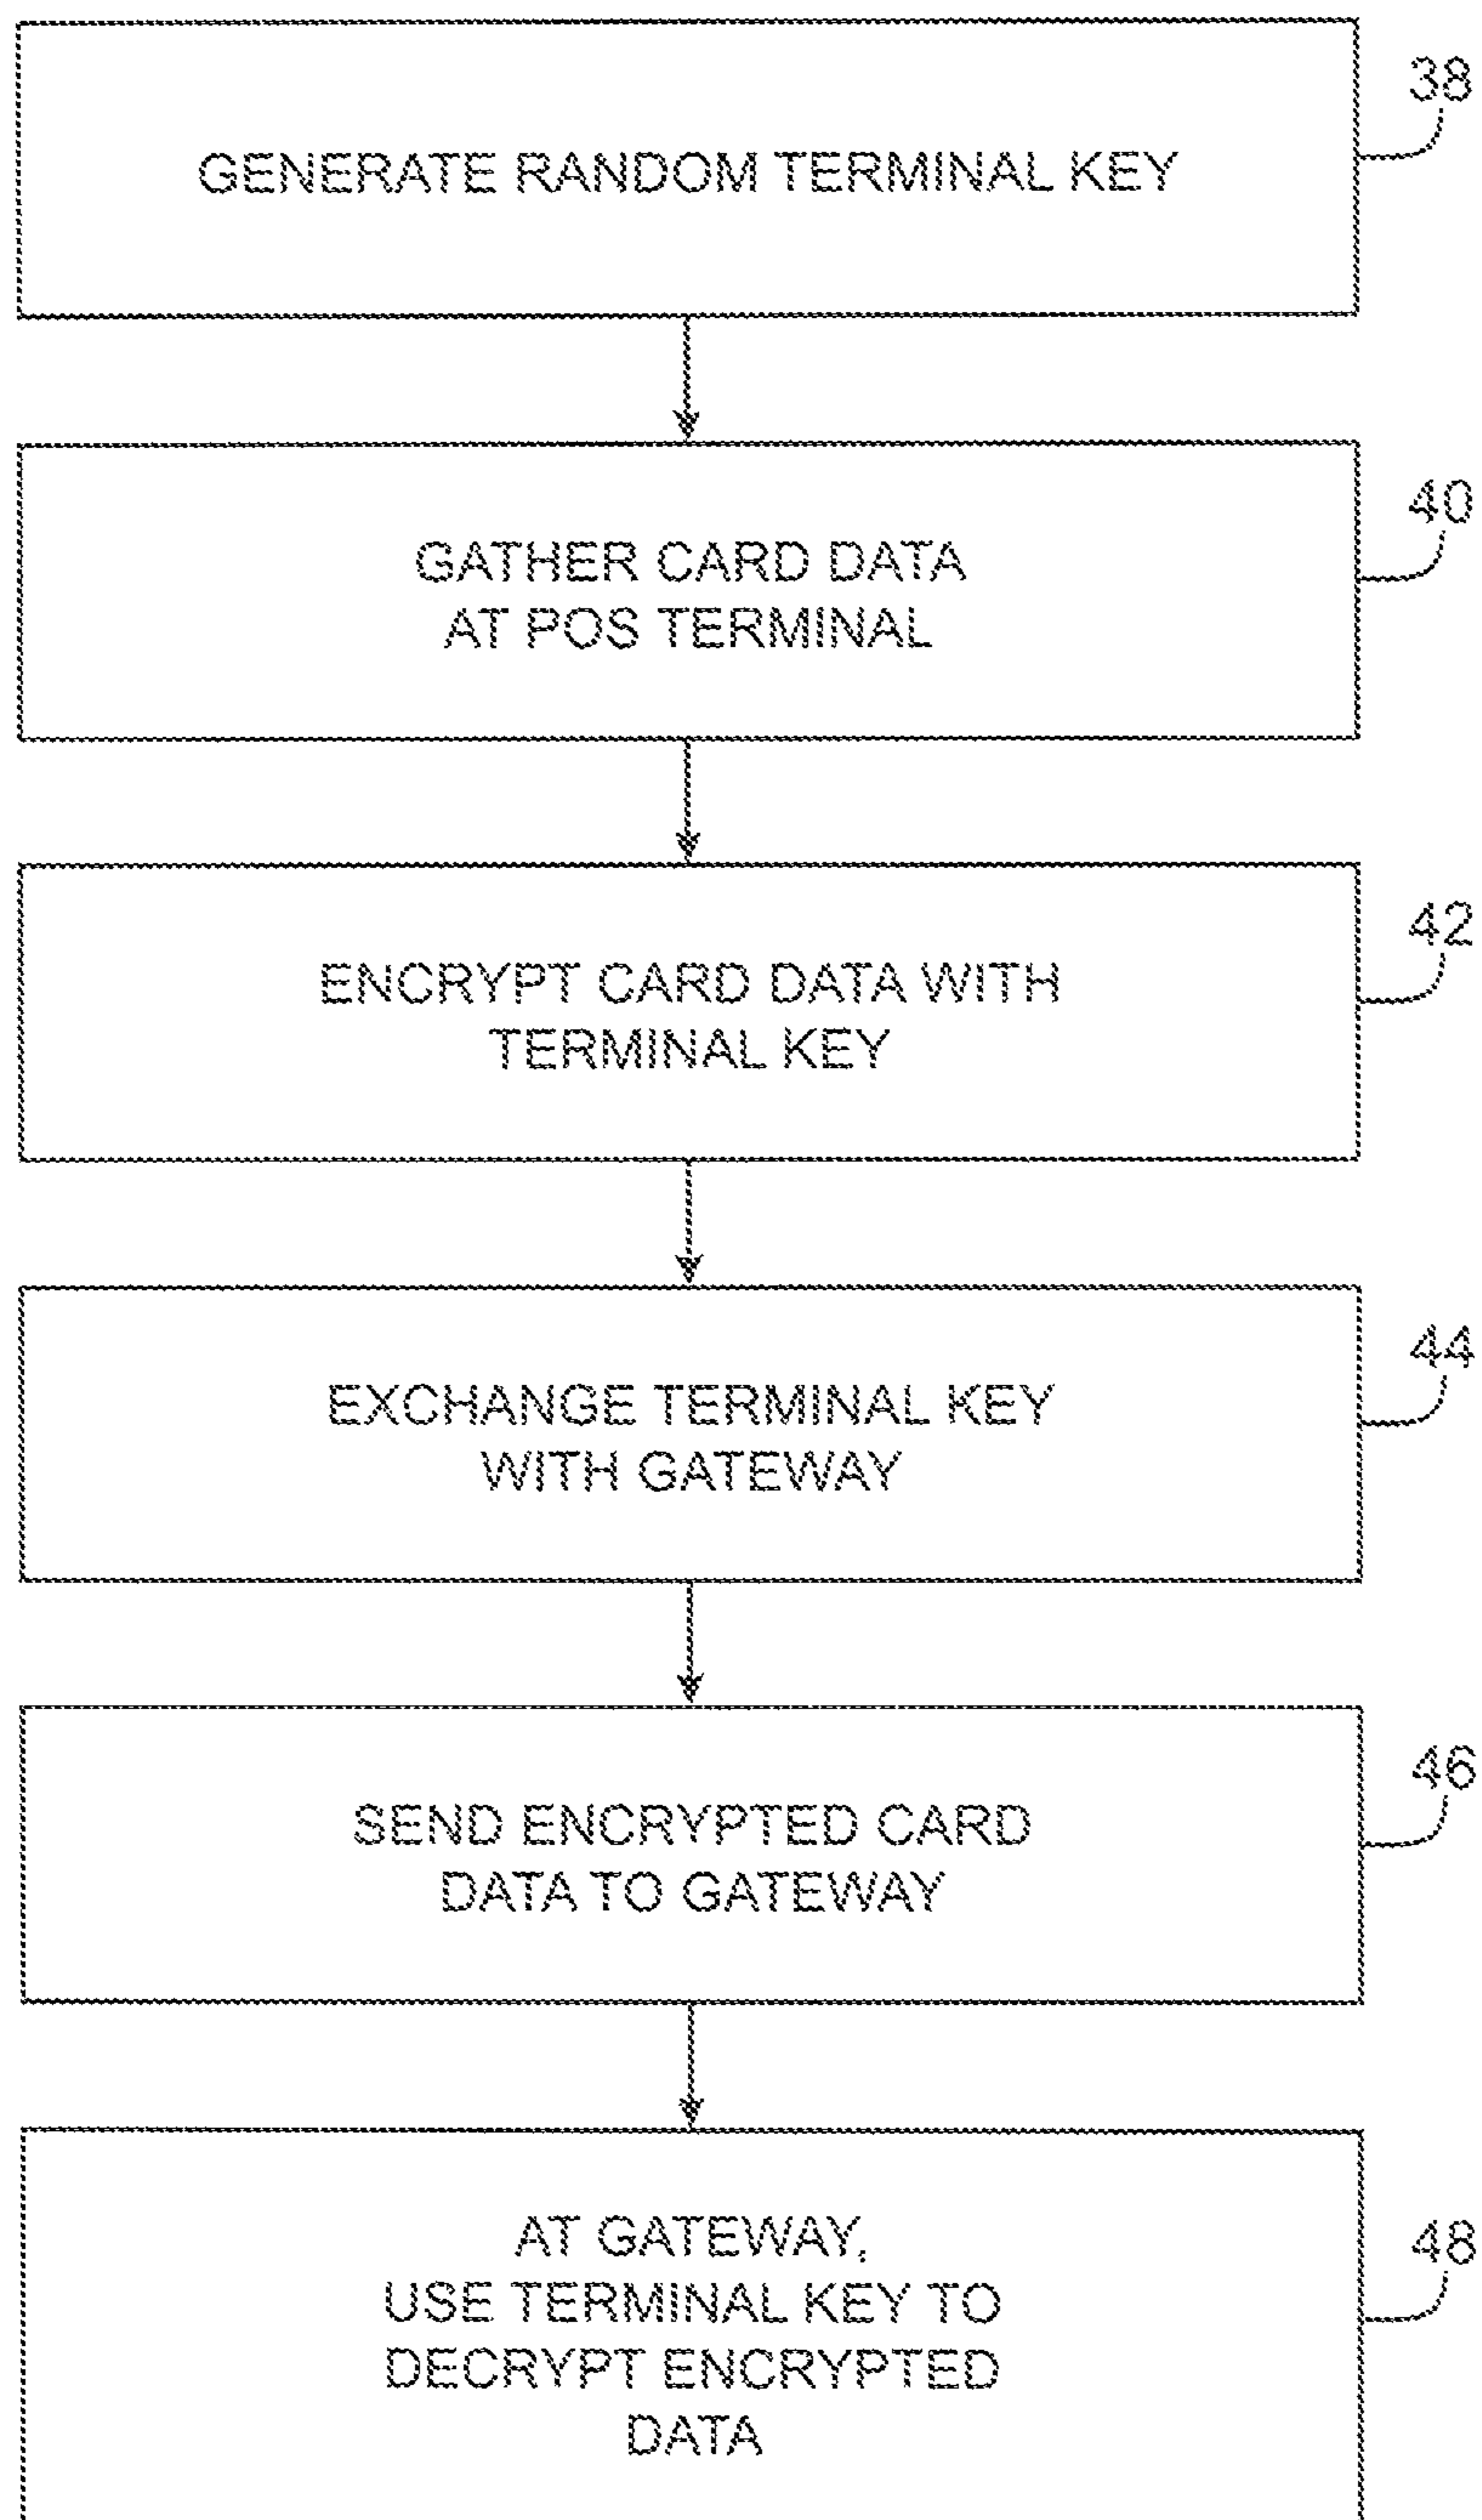 GENERATE RANDOM TERMINAL KEY
38
GATHER CARD DATA
AT POS TERMINAL
40
ENCRYPT CARD DATA WITH
TERMINAL KEY
42
EXCHANGE TERMINAL KEY
WITH GATEWAY
44
SEND ENCRYPTED CARD
DATA TO GATEWAY
46
AT GATEWAY,
USE TERMINAL KEY TO
DECRYPT ENCRYPTED
DATA
48